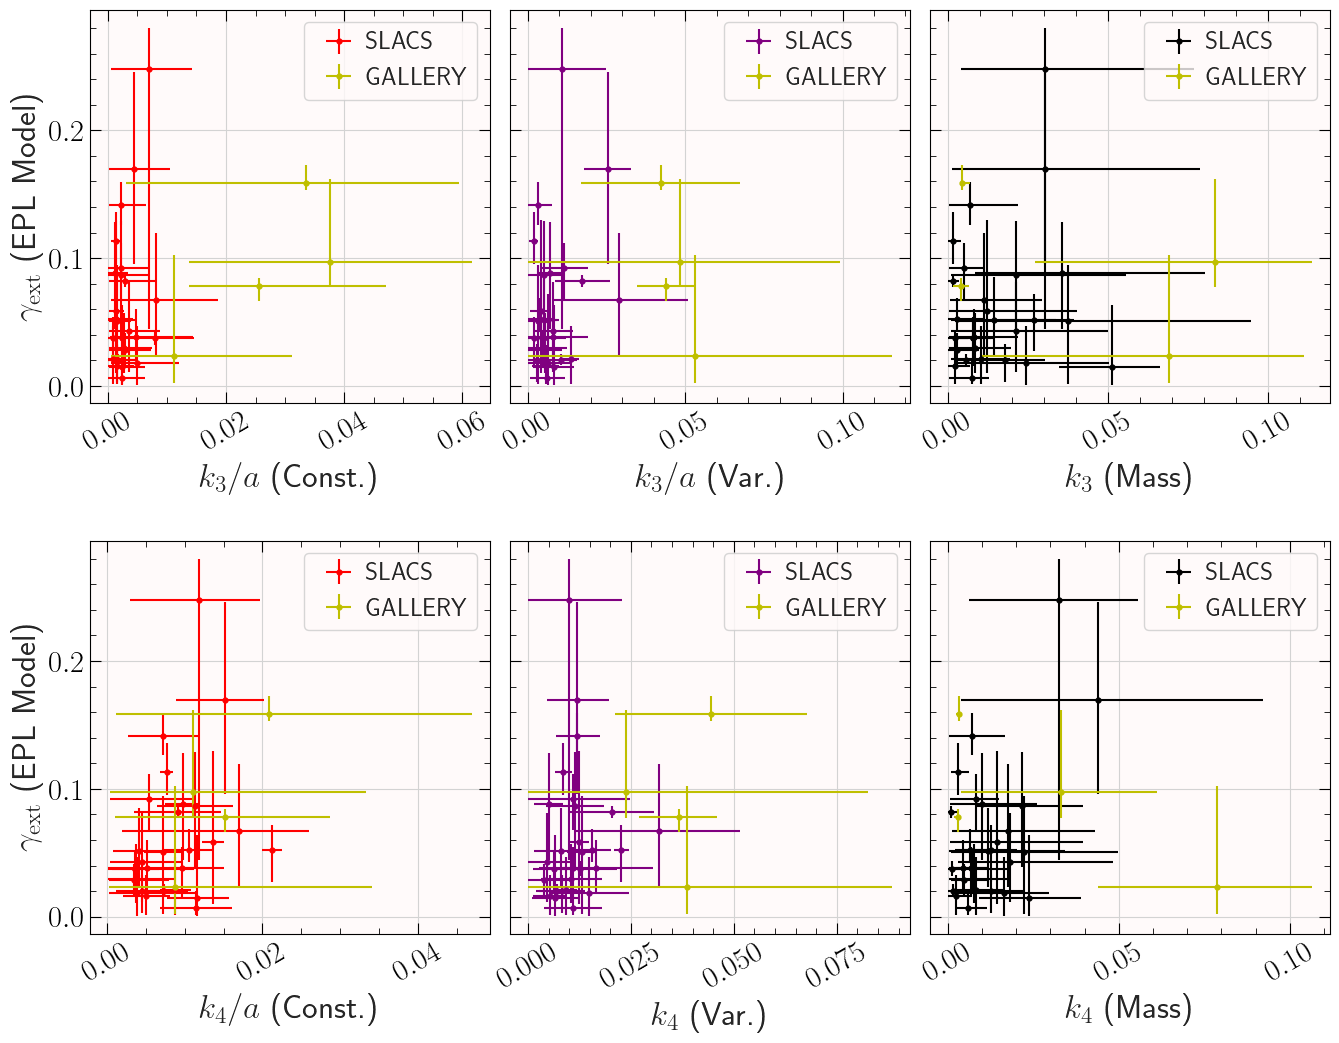 SLACS
GALLERY
SLACS
GALLERY
SLACS
GALLERY
γext (EPL Model)
0.2
0.1
0.0
0.00 0.02 0.04 0.06
0.00 0.05 0.10
0.00 0.05 0.10
k3/a (Const.)
k3/a (Var.)
k3 (Mass)
SLACS
GALLERY
SLACS
GALLERY
SLACS
GALLERY
γext (EPL Model)
0.2
0.1
0.0
0.00 0.02 0.04
0.000 0.025 0.050 0.075
0.00 0.05 0.10
k4/a (Const.)
k4 (Var.)
k4 (Mass)